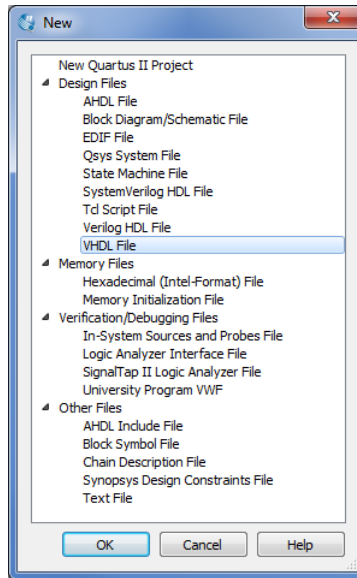 New
New Quartus II Project
Design Files
AHDL File
Block Diagram/Schematic File
EDIF File
Qsys System File
State Machine File
SystemVerilog HDL File
Tcl Script File
Verilog HDL File
VHDL File
Memory Files
Hexadecimal (Intel-Format) File
Memory Initialization File
Verification/Debugging Files
In-System Sources and Probes File
Logic Analyzer Interface File
SignalTap II Logic Analyzer File
University Program VWF
Other Files
AHDL Include File
Block Symbol File
Chain Description File
Synopsys Design Constraints File
Text File
OK Cancel Help